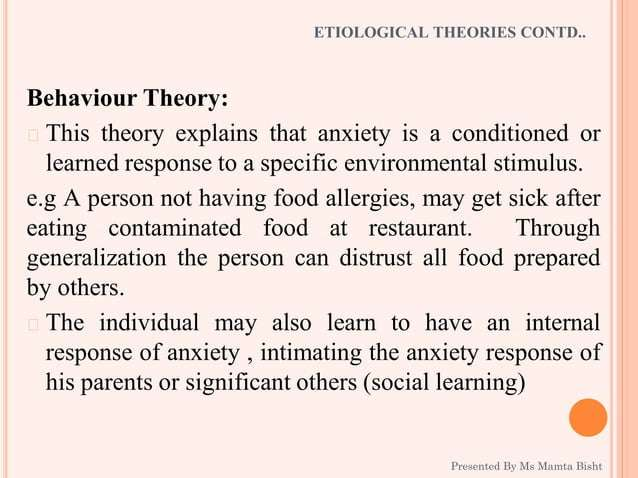 ETIOLOGICAL THEORIES CONTD..
Behaviour Theory:
This theory explains that anxiety is a conditioned or
learned response to a specific environmental stimulus.
e.g A person not having food allergies, may get sick after
eating contaminated food at restaurant. Through
generalization the person can distrust all food prepared
by others.
The individual may also learn to have an internal
response of anxiety , intimating the anxiety response of
his parents or significant others (social learning)
Presented By Ms Mamta Bisht